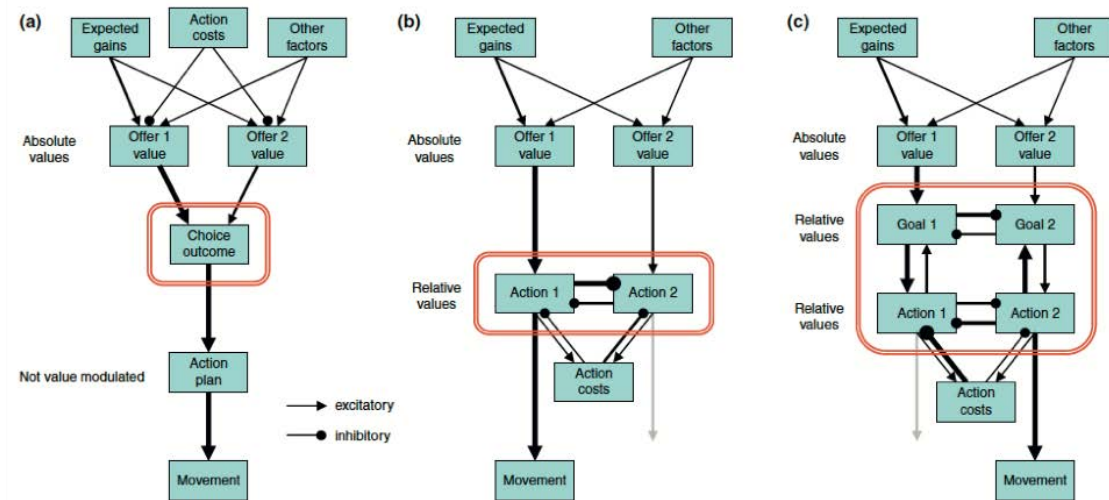 (a)
Expected
gains
Action
costs
Other
factors
Absolute
values
Offer 1
value
Offer 2
value
Choice
outcome
Not value modulated
Action
plan
excitatory
inhibitory
Movement
(b)
Expected
gains
Other
factors
Absolute
values
Offer 1
value
Offer 2
value
Relative
values
Action 1
Action 2
Action
costs
Movement
(c)
Expected
gains
Other
factors
Absolute
values
Offer 1
value
Offer 2
value
Relative
values
Goal 1
Goal 2
Relative
values
Action 1
Action 2
Action
costs
Movement